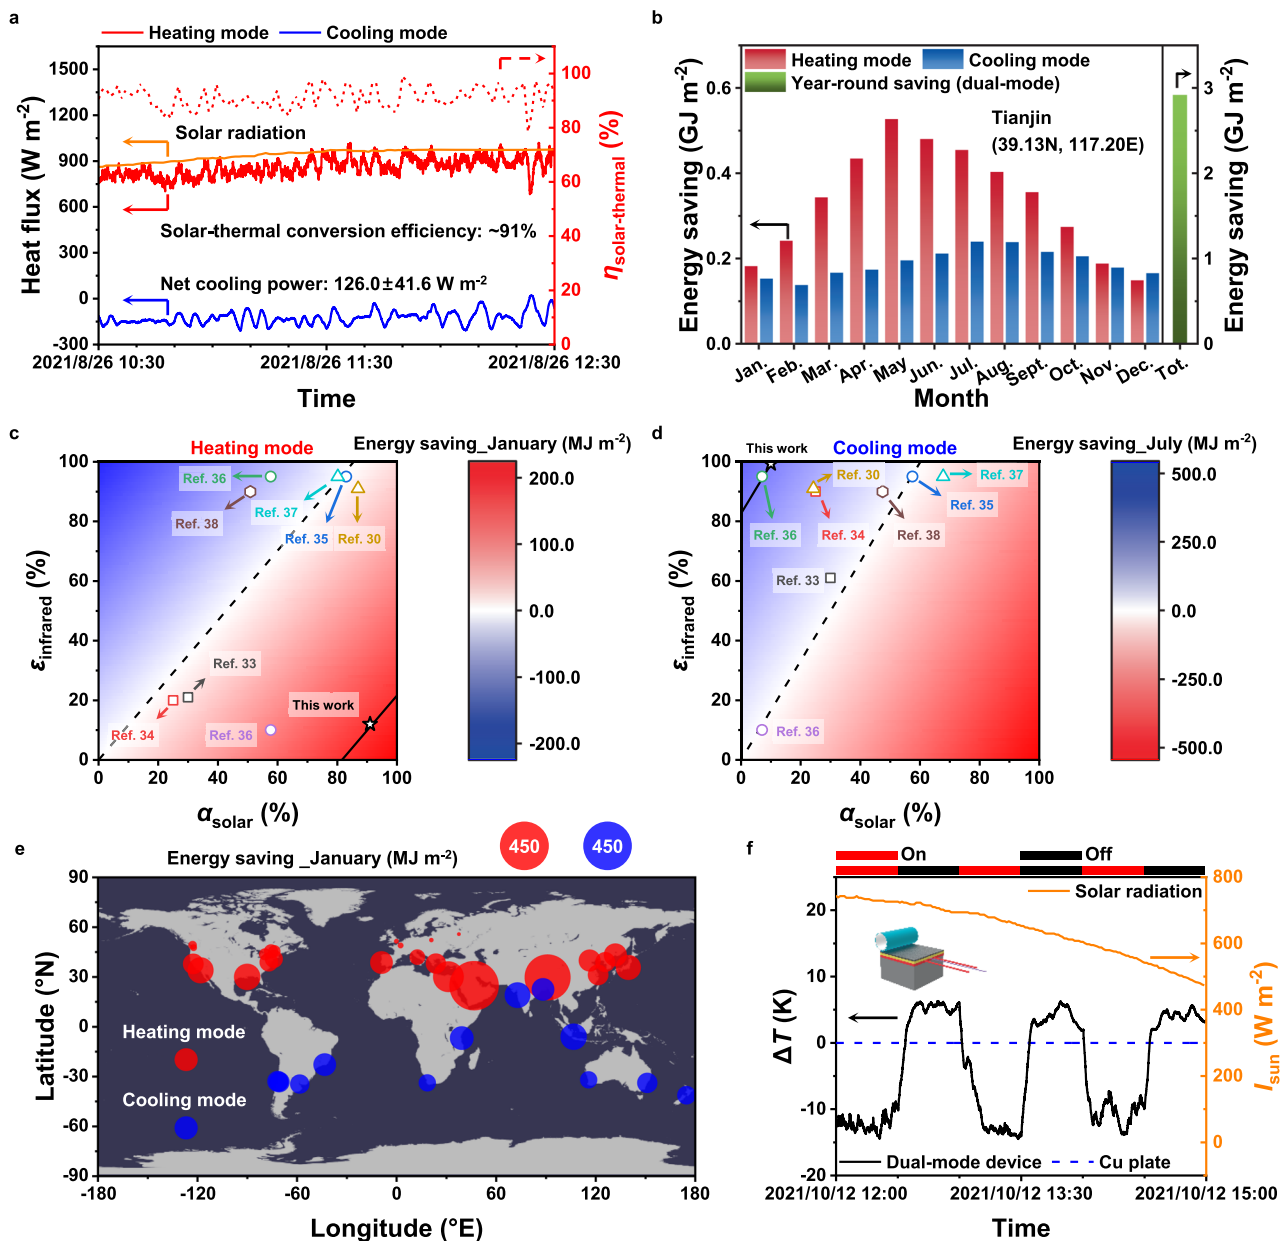 a
Heating mode
Cooling mode
1500
1200
900
600
300
0
-300
Heat flux (W m-2)
100
80
60
40
20
0
ηsolar-thermal (%)
Solar radiation
Solar-thermal conversion efficiency: ~91%
Net cooling power: 126.0±41.6 W m-2
2021/8/26 10:30
2021/8/26 11:30
2021/8/26 12:30
Time
b
Heating mode
Cooling mode
Year-round saving (dual-mode)
Tianjin
(39.13N, 117.20E)
0.6
0.4
0.2
0.0
Energy saving (GJ m-2)
3
2
1
0
Energy saving (GJ m-2)
Jan.
Feb.
Mar.
Apr.
May
Jun.
Jul.
Aug.
Sept.
Oct.
Nov.
Dec.
Tot.
Month
c
Heating mode
Energy saving_January (MJ m-2)
100
80
60
40
20
0
εinfrared (%)
Ref. 36
Ref. 38
Ref. 37
Ref. 35
Ref. 30
Ref. 33
Ref. 34
Ref. 36
This work
0
20
40
60
80
100
αsolar (%)
200.0
100.0
0.0
-100.0
-200.0
d
This work
Cooling mode
Energy saving_July (MJ m-2)
100
80
60
40
20
0
εinfrared (%)
Ref. 30
Ref. 37
Ref. 35
Ref. 36
Ref. 34
Ref. 38
Ref. 33
Ref. 36
0
20
40
60
80
100
αsolar (%)
500.0
250.0
0.0
-250.0
-500.0
e
Energy saving _January (MJ m-2)
450
450
90
60
30
0
-30
-60
-90
Latitude (°N)
Heating mode
Cooling mode
-180
-120
-60
0
60
120
180
Longitude (°E)
f
On
Off
Solar radiation
20
10
0
-10
-20
ΔT (K)
800
600
400
200
0
Isun (W m-2)
Dual-mode device
Cu plate
2021/10/12 12:00
2021/10/12 13:30
2021/10/12 15:00
Time